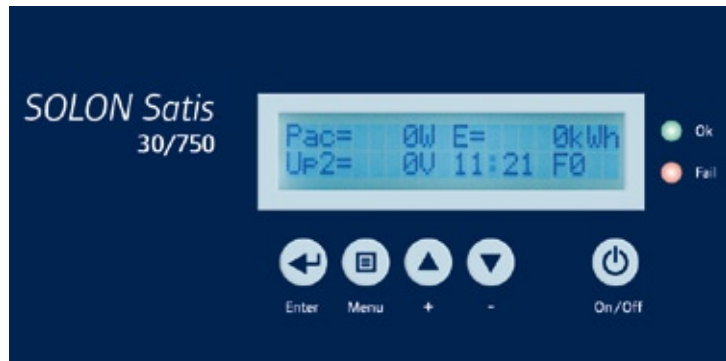 SOLON Satis
30/750
Pac= 0W E= 0kWh
Up2= 0V 11:21 F0
Ok
Fail
Enter Menu + - On/Off